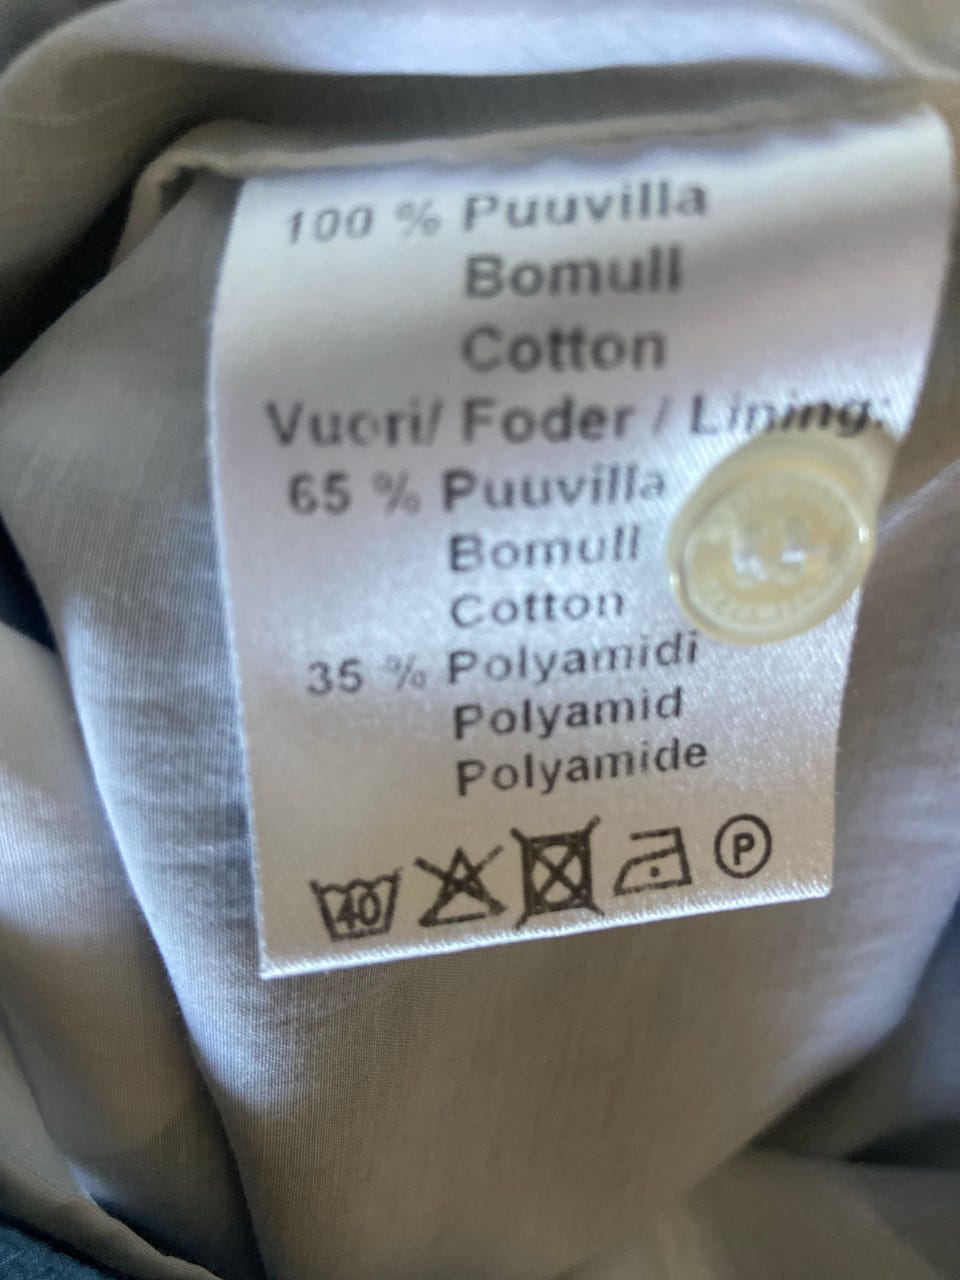 100 % Puuvilla
Bomull
Cotton
Vuori/ Foder / Lining:
65 % Puuvilla
Bomull
Cotton
35 % Polyamidi
Polyamid
Polyamide
40
P